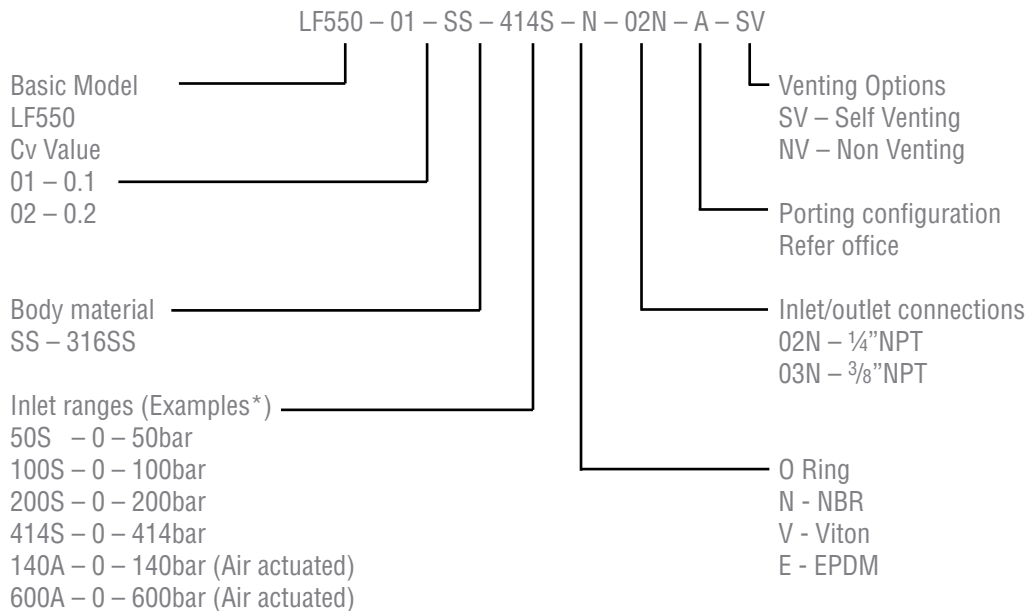 LF550 – 01 – SS – 414S – N – 02N – A – SV
Basic Model
LF550
Cv Value
01 – 0.1
02 – 0.2
Body material
SS – 316SS
Inlet ranges (Examples*)
50S – 0 – 50bar
100S – 0 – 100bar
200S – 0 – 200bar
414S – 0 – 414bar
140A – 0 – 140bar (Air actuated)
600A – 0 – 600bar (Air actuated)
Venting Options
SV – Self Venting
NV – Non Venting
Porting configuration
Refer office
Inlet/outlet connections
02N – ¼”NPT
03N – 3/8”NPT
O Ring
N - NBR
V - Viton
E - EPDM